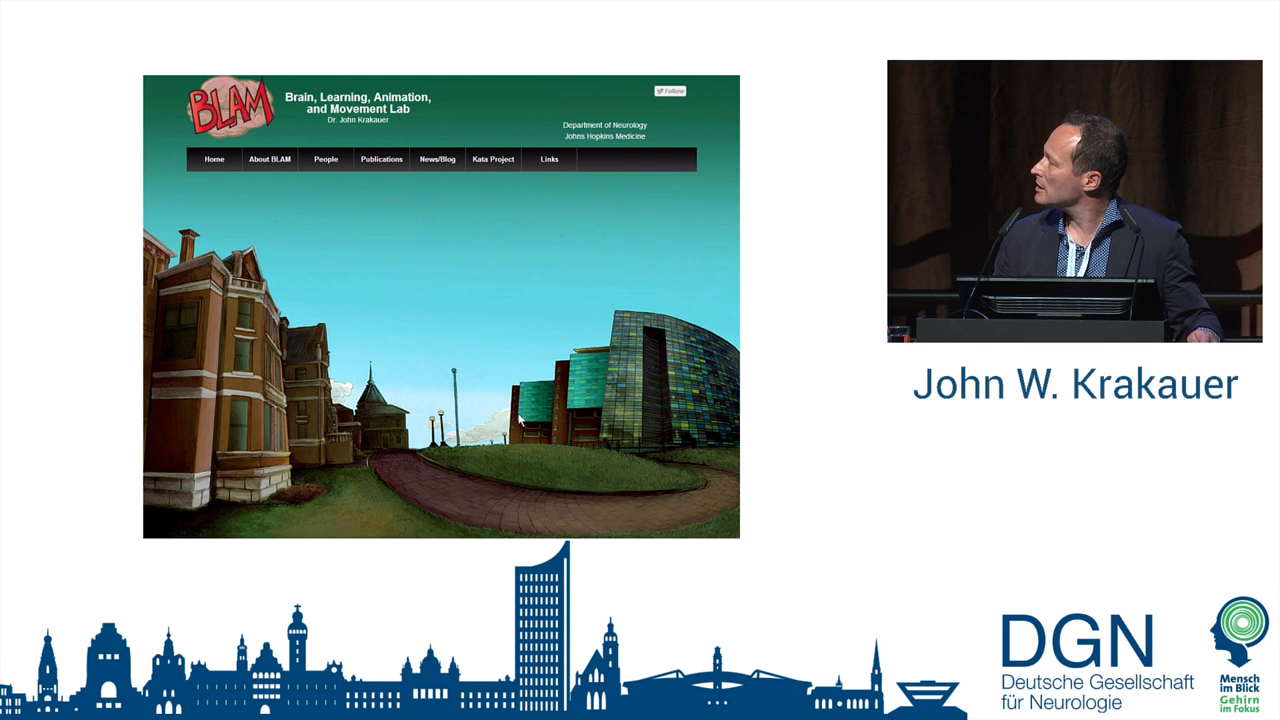 BLAM
Brain, Learning, Animation,
and Movement Lab
Dr. John Krakauer
Follow
Department of Neurology
Johns Hopkins Medicine
Home
About BLAM
People
Publications
News/Blog
Kata Project
Links
John W. Krakauer
DGN
Deutsche Gesellschaft
für Neurologie
Mensch
im Blick
Gehirn
im Fokus